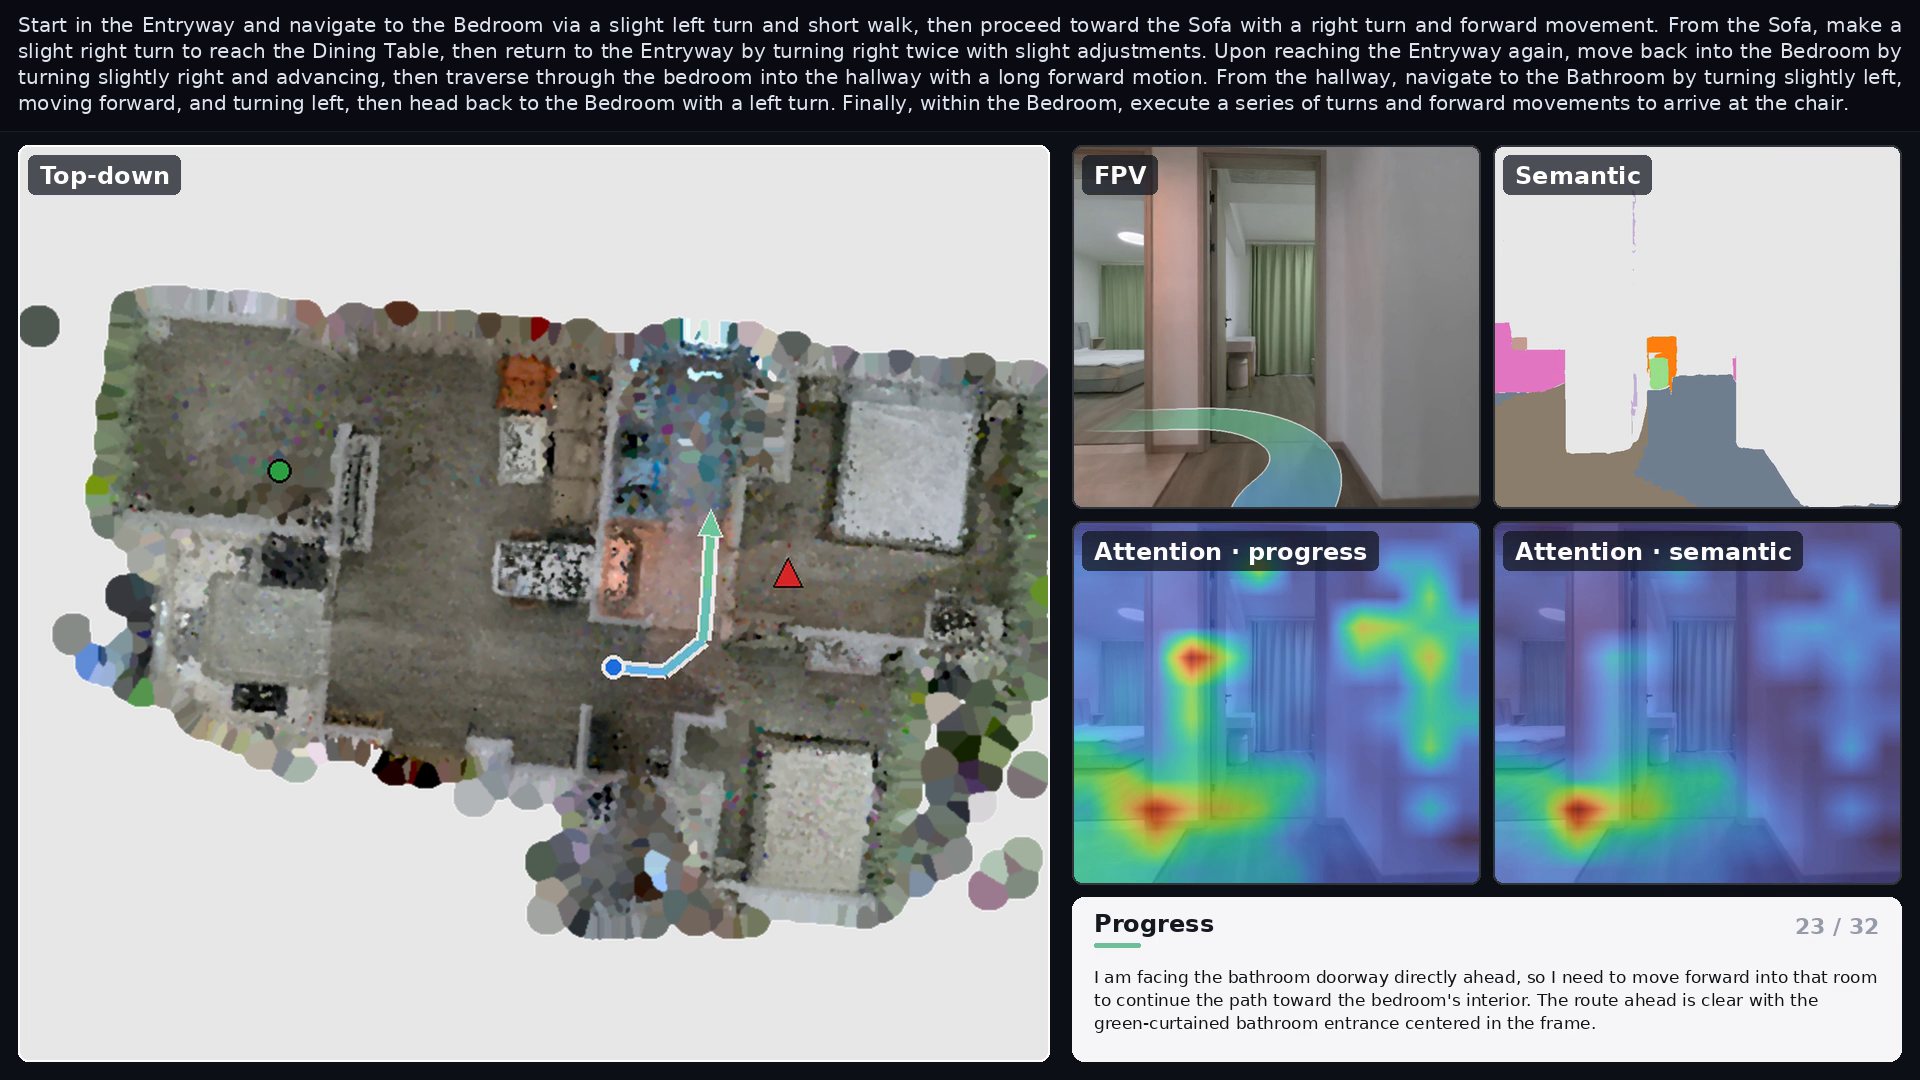 Start in the Entryway and navigate to the Bedroom via a slight left turn and short walk, then proceed toward the Sofa with a right turn and forward movement. From the Sofa, make a
slight right turn to reach the Dining Table, then return to the Entryway by turning right twice with slight adjustments. Upon reaching the Entryway again, move back into the Bedroom by
turning slightly right and advancing, then traverse through the bedroom into the hallway with a long forward motion. From the hallway, navigate to the Bathroom by turning slightly left,
moving forward, and turning left, then head back to the Bedroom with a left turn. Finally, within the Bedroom, execute a series of turns and forward movements to arrive at the chair.
Top-down
FPV
Semantic
Attention · progress
Attention · semantic
Progress
23 / 32
I am facing the bathroom doorway directly ahead, so I need to move forward into that room
to continue the path toward the bedroom's interior. The route ahead is clear with the
green-curtained bathroom entrance centered in the frame.